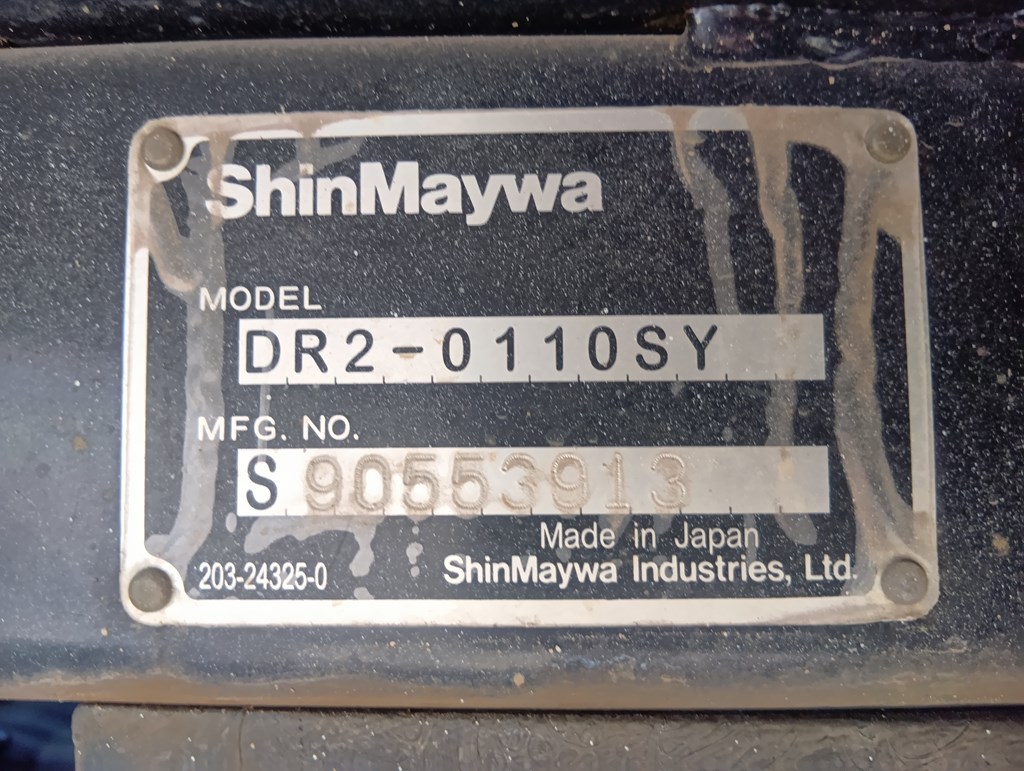 ShinMaywa
MODEL
DR2-0110SY
MFG. NO.
S 90553913
Made in Japan
203-24325-0 ShinMaywa Industries, Ltd.